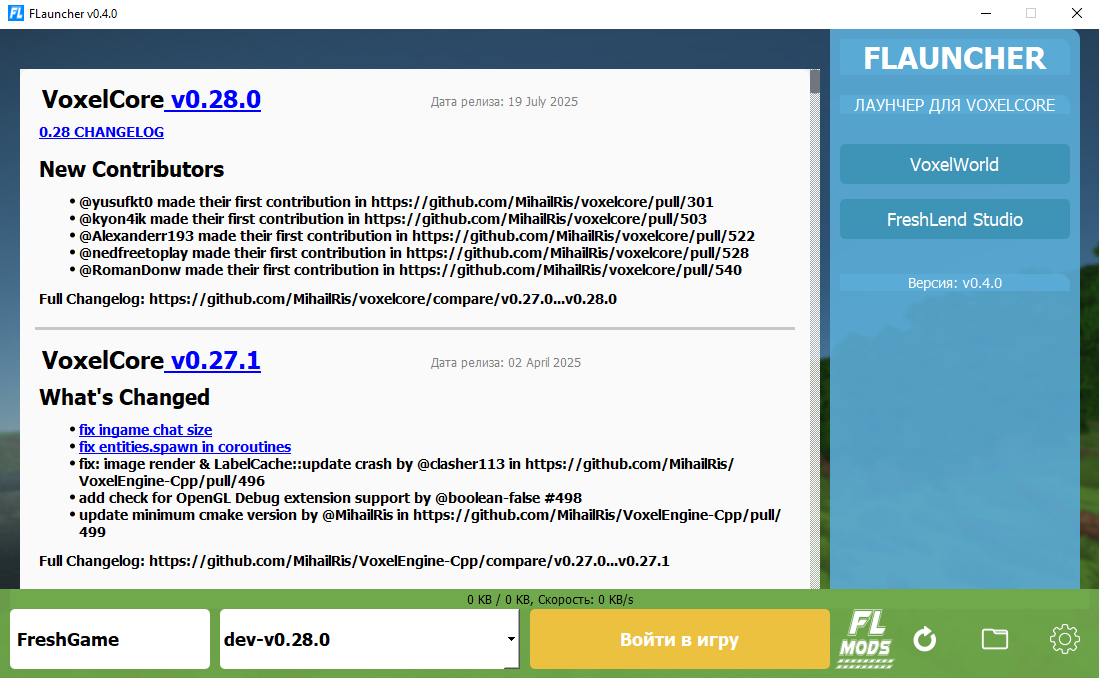 FL FLauncher v0.4.0
VoxelCore v0.28.0
Дата релиза: 19 July 2025
0.28 CHANGELOG
New Contributors
• @yusufkt0 made their first contribution in https://github.com/MihailRis/voxelcore/pull/301
• @kyon4ik made their first contribution in https://github.com/MihailRis/voxelcore/pull/503
• @Alexanderr193 made their first contribution in https://github.com/MihailRis/voxelcore/pull/522
• @nedfreetoplay made their first contribution in https://github.com/MihailRis/voxelcore/pull/528
• @RomanDonw made their first contribution in https://github.com/MihailRis/voxelcore/pull/540
Full Changelog: https://github.com/MihailRis/voxelcore/compare/v0.27.0...v0.28.0
VoxelCore v0.27.1
Дата релиза: 02 April 2025
What's Changed
• fix ingame chat size
• fix entities.spawn in coroutines
• fix: image render & LabelCache::update crash by @clasher113 in https://github.com/MihailRis/
VoxelEngine-Cpp/pull/496
• add check for OpenGL Debug extension support by @boolean-false #498
• update minimum cmake version by @MihailRis in https://github.com/MihailRis/VoxelEngine-Cpp/pull/
499
Full Changelog: https://github.com/MihailRis/VoxelEngine-Cpp/compare/v0.27.0...v0.27.1
FLAUNCHER
ЛАУНЧЕР ДЛЯ VOXELCORE
VoxelWorld
FreshLend Studio
Версия: v0.4.0
0 KB / 0 KB, Скорость: 0 KB/s
FreshGame
dev-v0.28.0
Войти в игру
FL
MODS